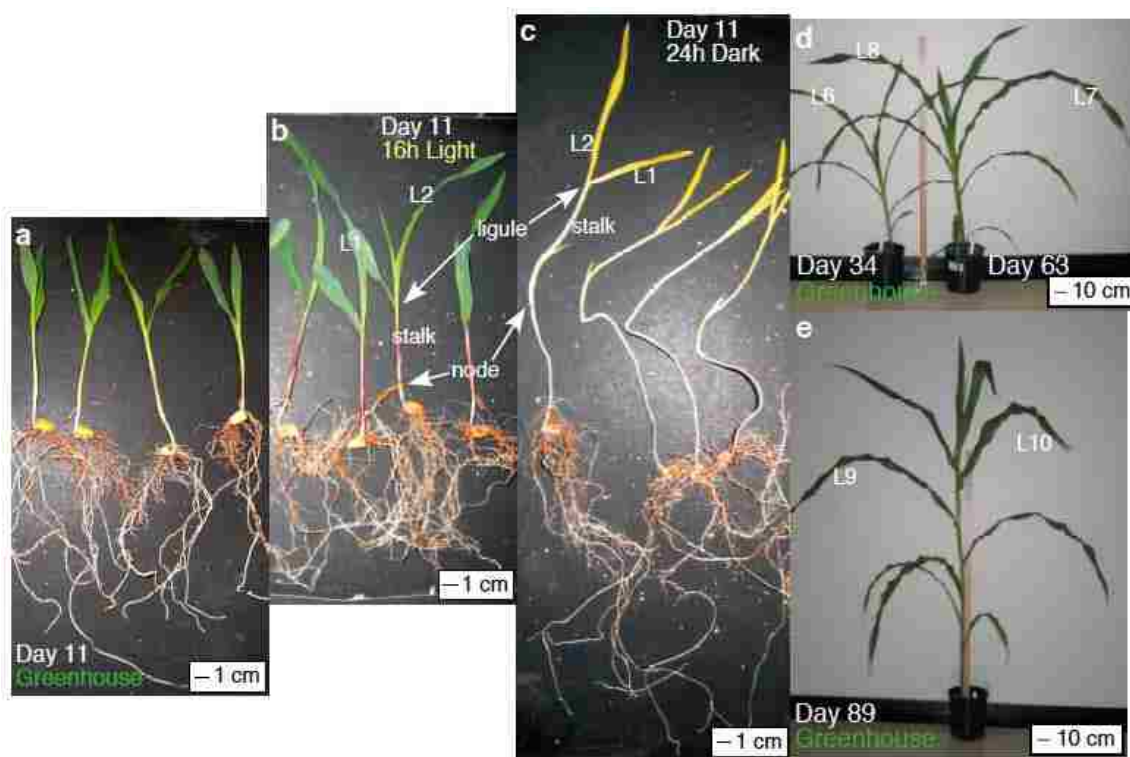 a
Day 11
Greenhouse
– 1 cm
b
Day 11
16h Light
L2
L1
ligule
stalk
node
– 1 cm
c
Day 11
24h Dark
L2
L1
stalk
– 1 cm
d
L8
L6
L7
Day 34
Greenhouse
Day 63
– 10 cm
e
L10
L9
Day 89
Greenhouse
– 10 cm